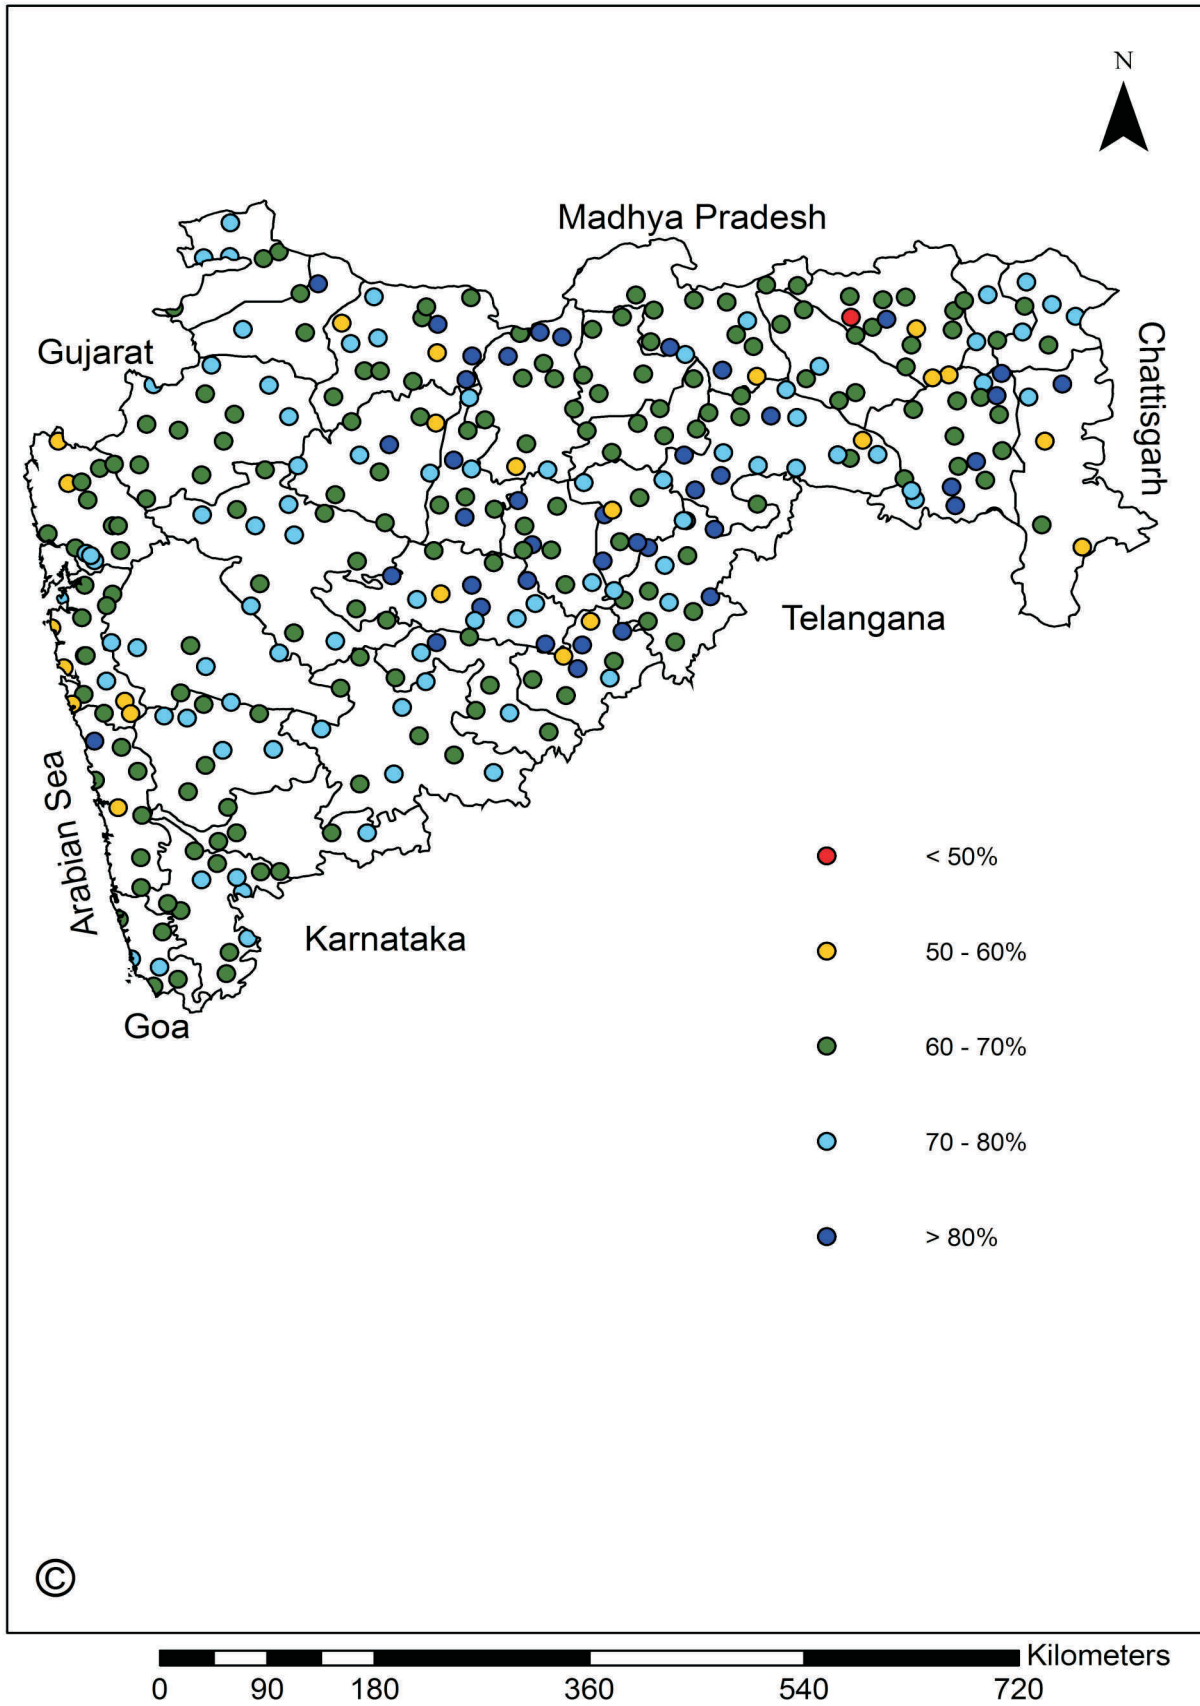 N
Madhya Pradesh
Gujarat
Chattisgarh
Telangana
Arabian Sea
Karnataka
Goa
< 50%
50 - 60%
60 - 70%
70 - 80%
> 80%
©
Kilometers
0 90 180 360 540 720